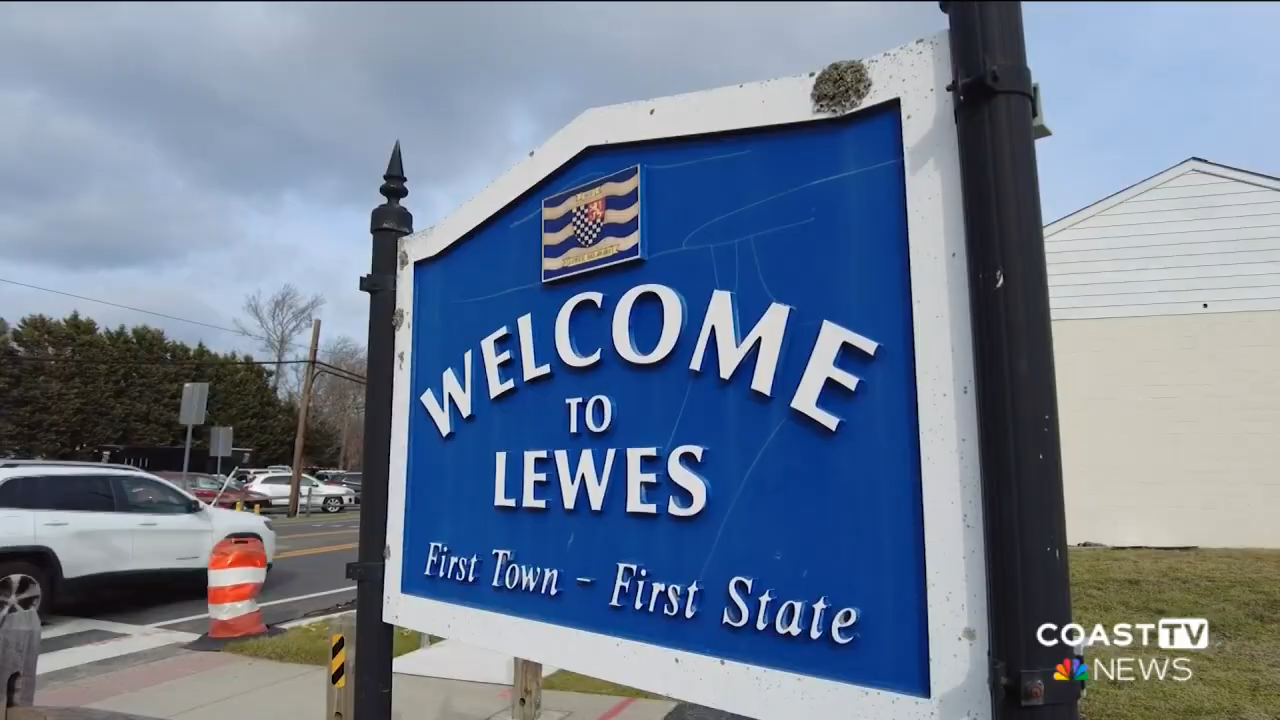 WELCOME
TO
LEWES
First Town - First State
COAST TV
NEWS